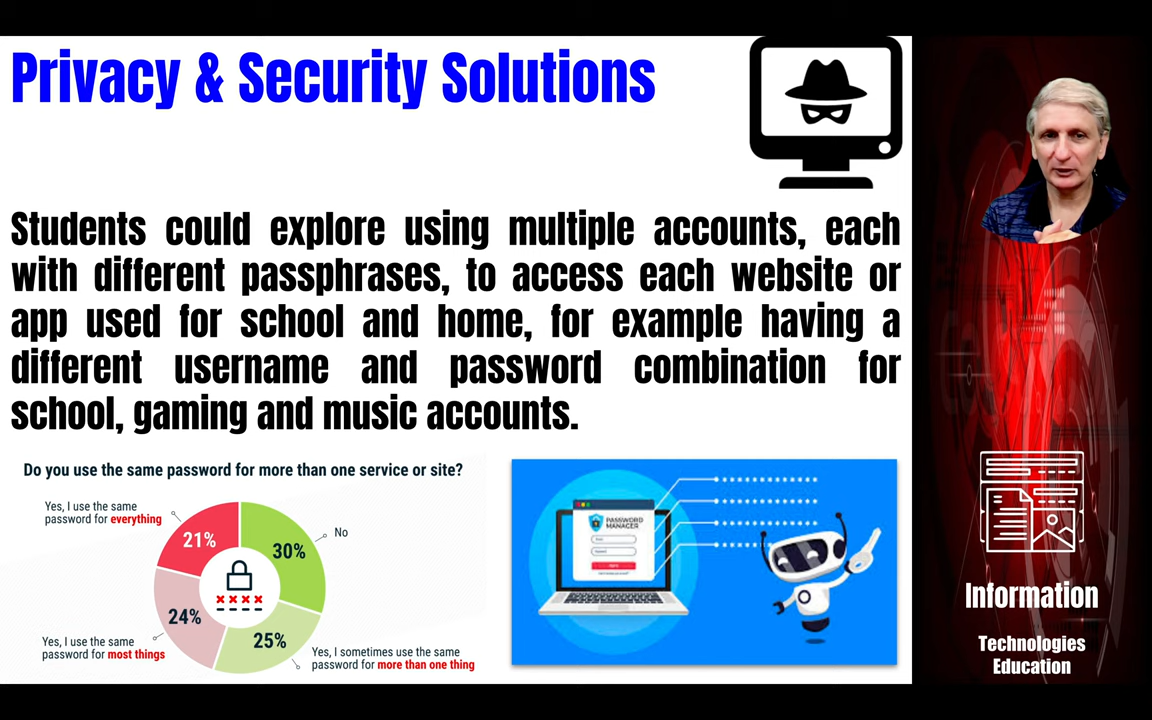 Privacy & Security Solutions
Students could explore using multiple accounts, each
with different passphrases, to access each website or
app used for school and home, for example having a
different username and password combination for
school, gaming and music accounts.
Do you use the same password for more than one service or site?
Yes, I use the same
password for everything
21%
30%
No
24%
25%
Yes, I use the same
password for most things
Yes, I sometimes use the same
password for more than one thing
PASSWORD
MANAGER
Information
Technologies
Education